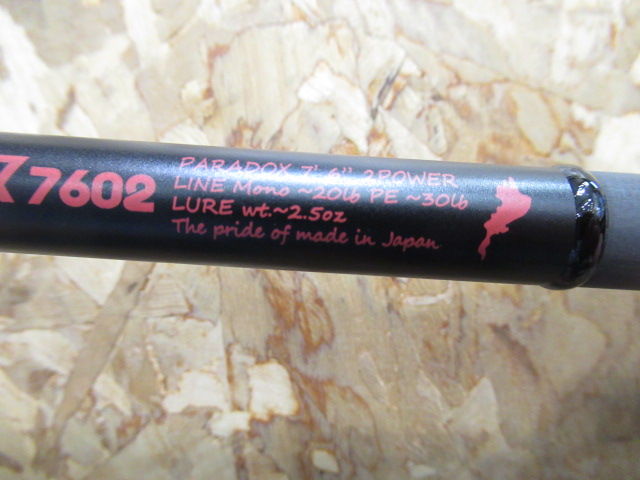 X7602
PARADOX 7' 6" 2POWER
LINE Mono ~20lb PE ~30lb
LURE wt.~2.5oz
The pride of made in Japan